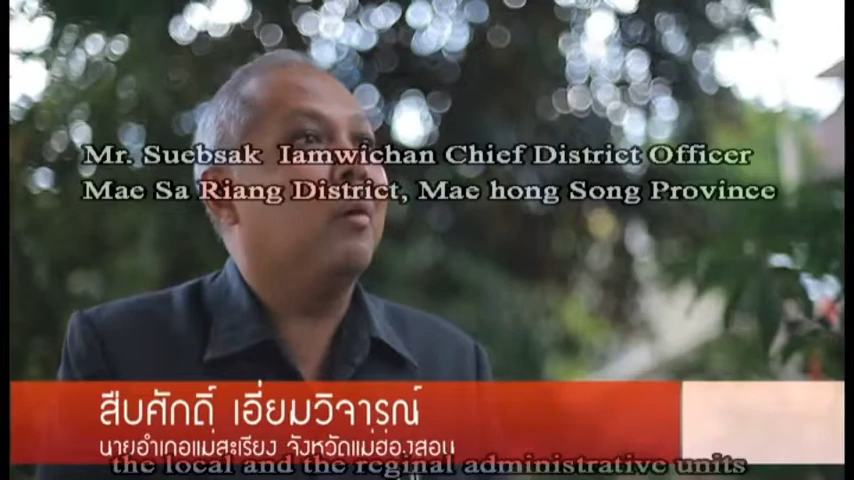 Mr. Suebsak Iamwichan Chief District Officer
Mae Sa Riang District, Mae hong Song Province
สืบศักดิ์ เอี่ยมวิจารณ์
นายอำเภอแม่สะเรียง จังหวัดแม่ฮ่องสอน
the local and the reginal administrative units